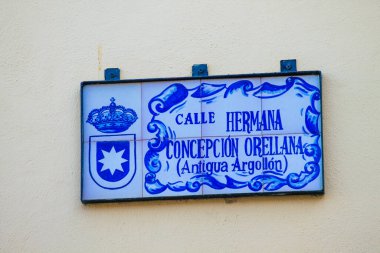 CALLE HERMANA
CONCEPCIÓN ORELLANA
(Antigua Argollón)